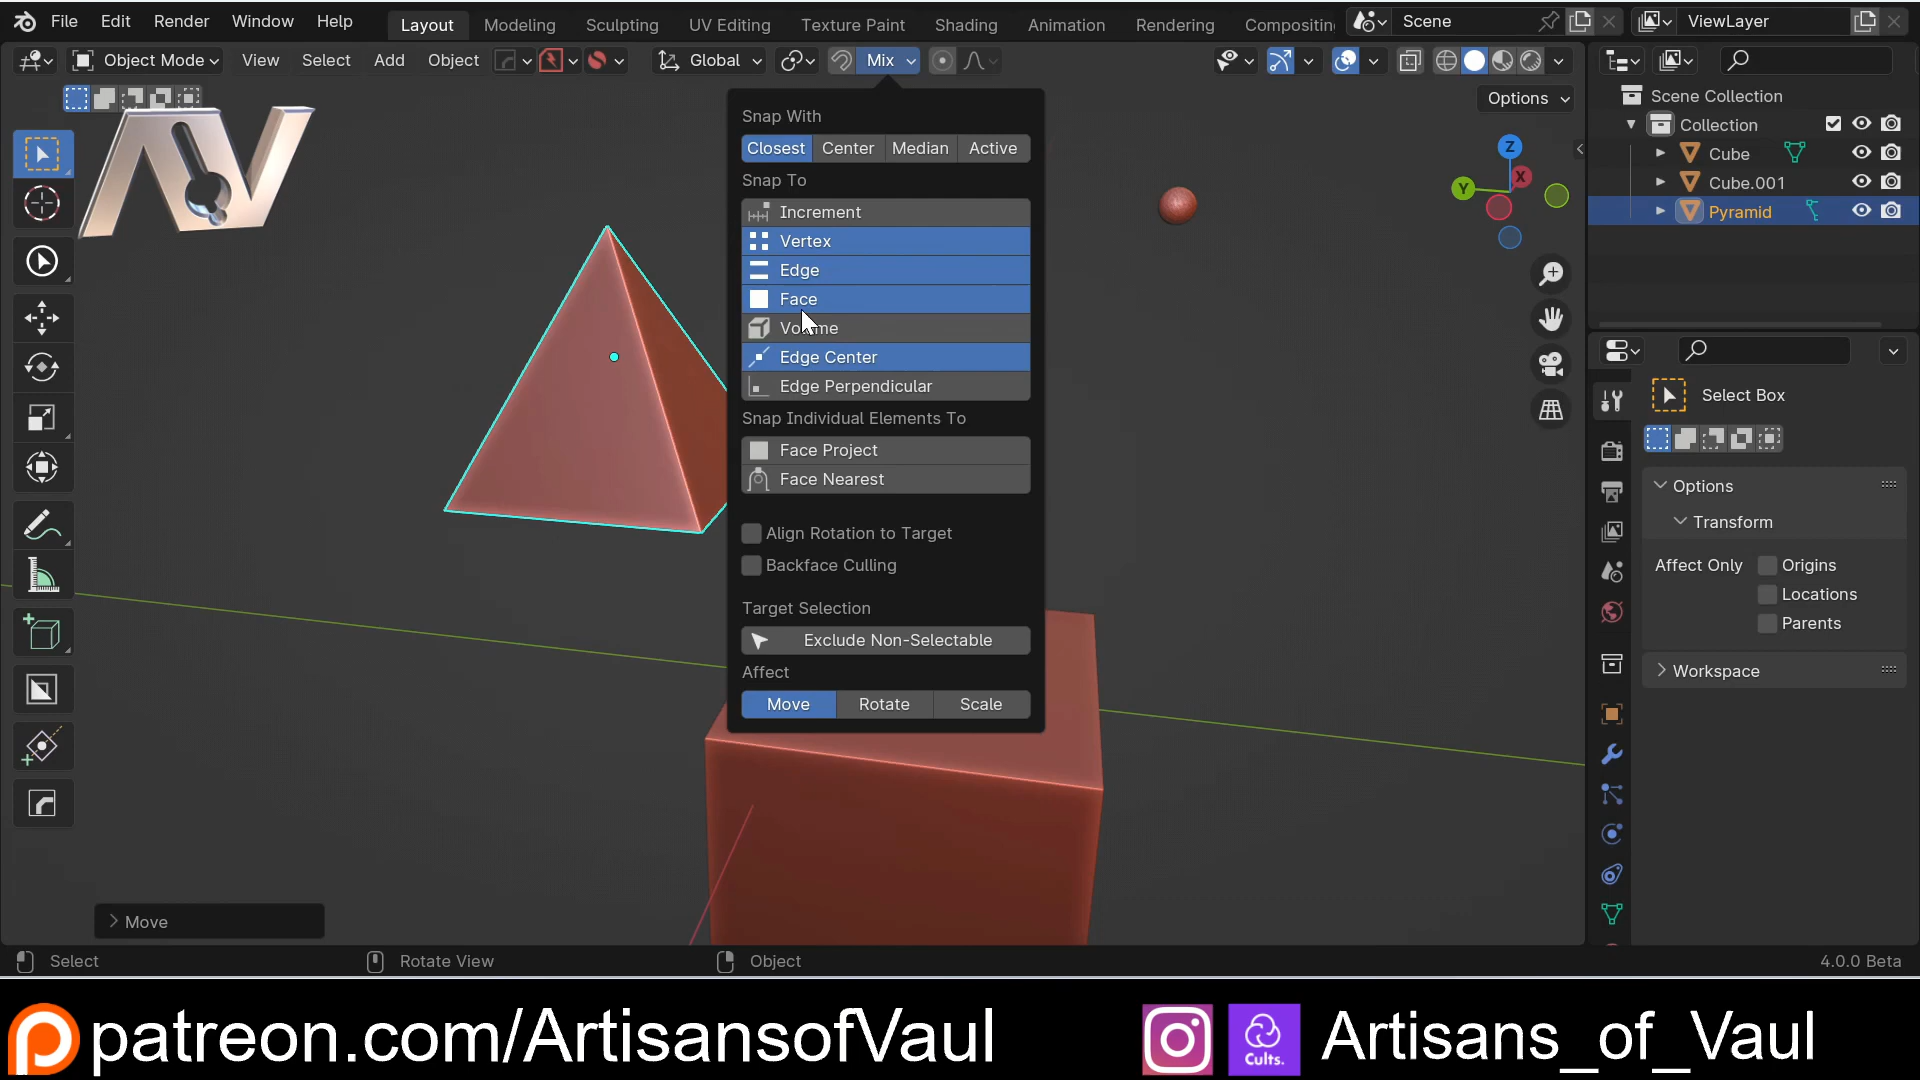 File Edit Render Window Help Layout Modeling Sculpting UV Editing Texture Paint Shading Animation Rendering Compositin Scene ViewLayer
Object Mode View Select Add Object Global Mix
Options
Snap With
Closest Center Median Active
Snap To
Increment
Vertex
Edge
Face
Volume
Edge Center
Edge Perpendicular
Snap Individual Elements To
Face Project
Face Nearest
Align Rotation to Target
Backface Culling
Target Selection
Exclude Non-Selectable
Affect
Move Rotate Scale
AV
Z
Y X
Scene Collection
Collection
Cube
Cube.001
Pyramid
Select Box
Options
Transform
Affect Only Origins
Locations
Parents
Workspace
Move
Select Rotate View Object 4.0.0 Beta
patreon.com/ArtisansofVaul Cults. Artisans_of_Vaul